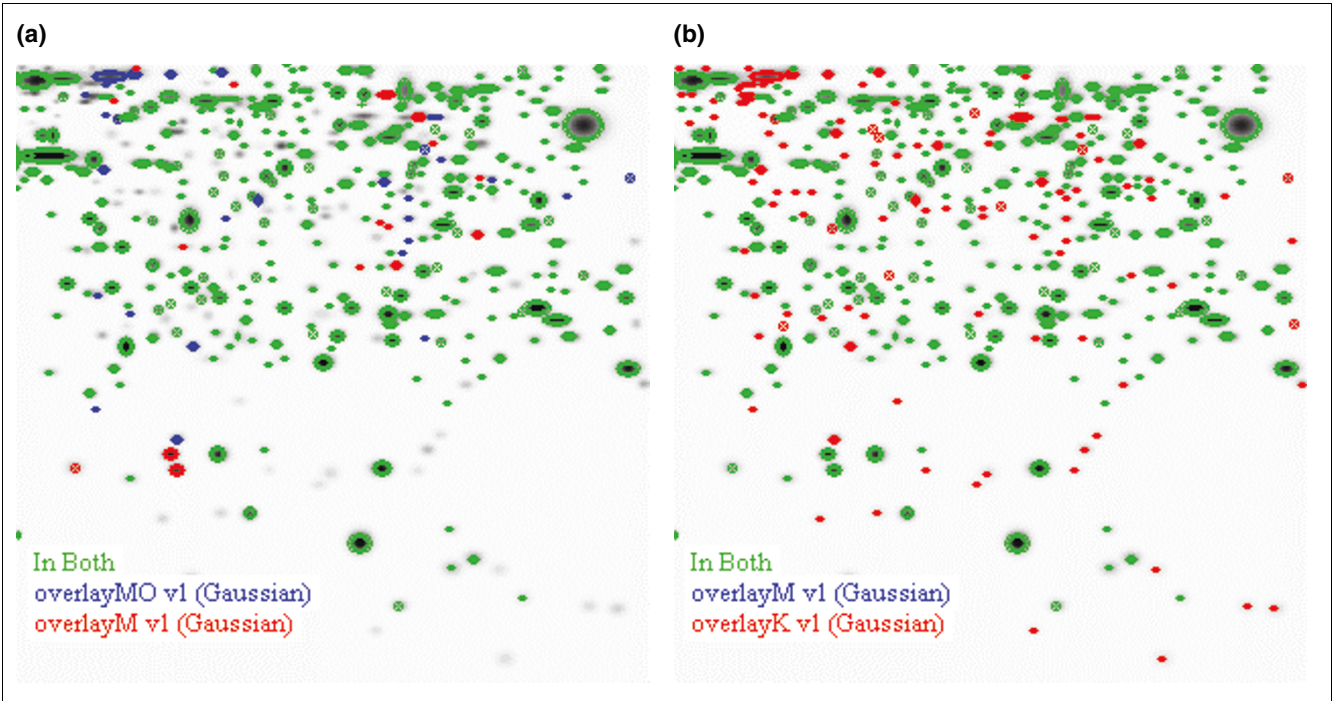 (a)
(b)
In Both
overlayMO v1 (Gaussian)
overlayM v1 (Gaussian)
In Both
overlayM v1 (Gaussian)
overlayK v1 (Gaussian)